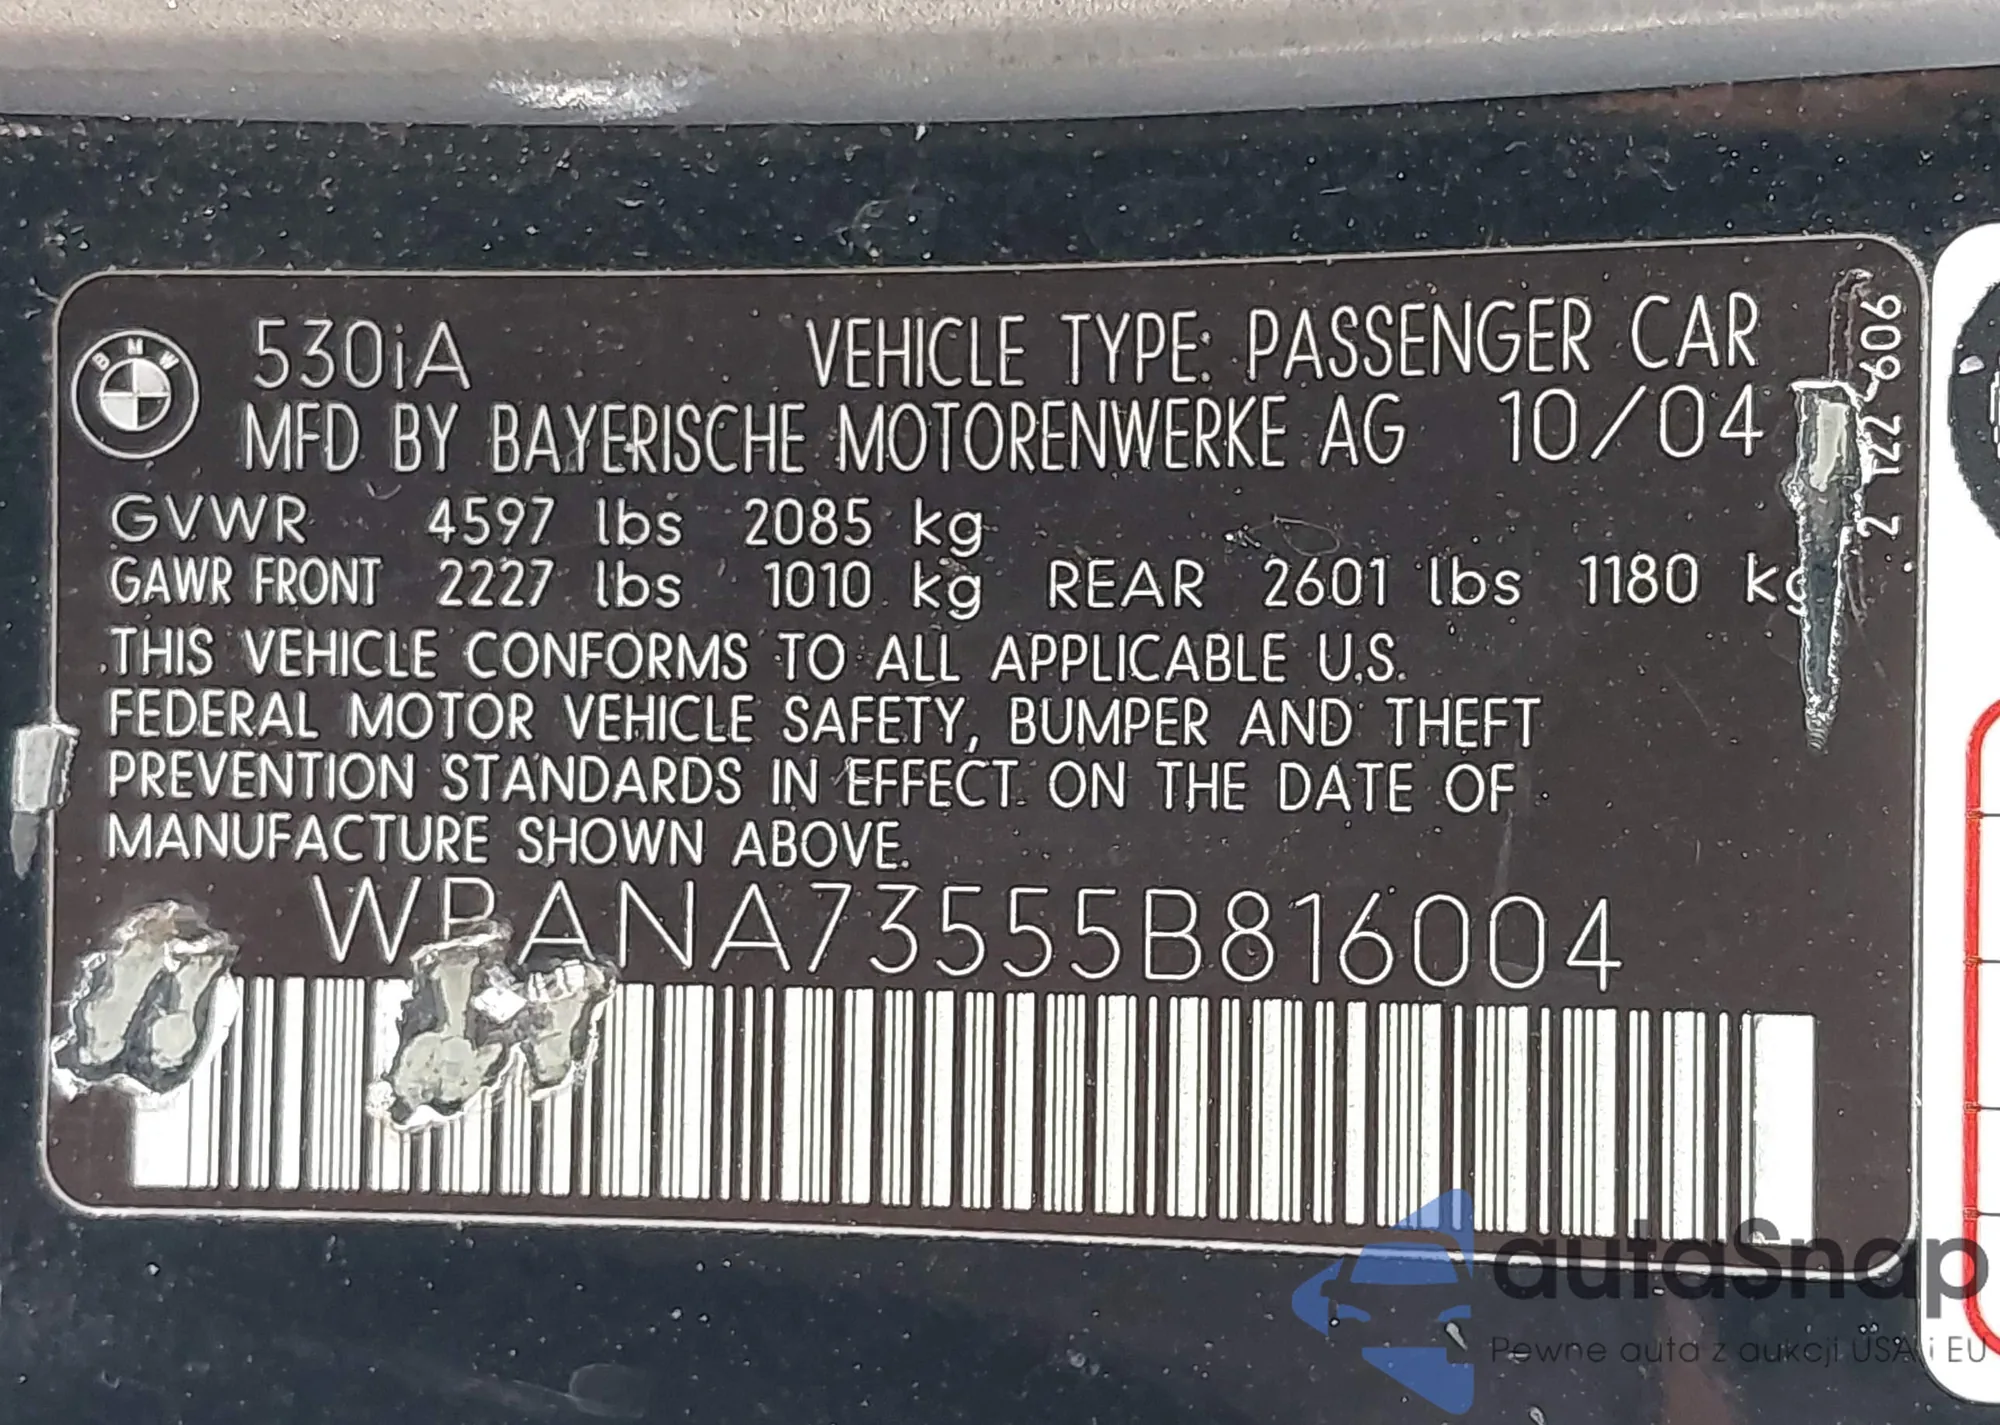 BMW
530iA VEHICLE TYPE: PASSENGER CAR
MFD BY BAYERISCHE MOTORENWERKE AG 10/04
GVWR 4597 lbs 2085 kg
GAWR FRONT 2227 lbs 1010 kg REAR 2601 lbs 1180 kg
THIS VEHICLE CONFORMS TO ALL APPLICABLE U.S.
FEDERAL MOTOR VEHICLE SAFETY, BUMPER AND THEFT
PREVENTION STANDARDS IN EFFECT ON THE DATE OF
MANUFACTURE SHOWN ABOVE.
WBANA73555B816004
autoSnap
Pewne auta z aukcji USA i EU